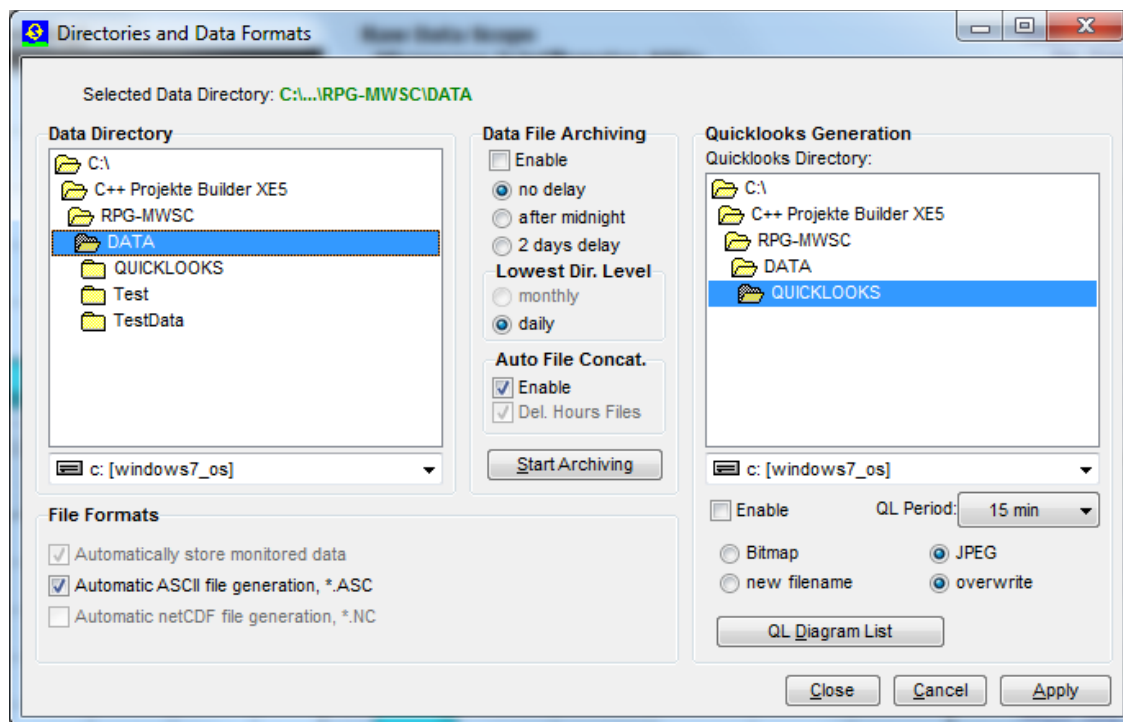 Directories and Data Formats
Selected Data Directory: C:\...\RPG-MWSC\DATA
Data Directory
C:\
C++ Projekte Builder XE5
RPG-MWSC
DATA
QUICKLOOKS
Test
TestData
c: [windows7_os]
Data File Archiving
Enable
no delay
after midnight
2 days delay
Lowest Dir. Level
monthly
daily
Auto File Concat.
Enable
Del. Hours Files
Start Archiving
Quicklooks Generation
Quicklooks Directory:
C:\
C++ Projekte Builder XE5
RPG-MWSC
DATA
QUICKLOOKS
c: [windows7_os]
Enable QL Period: 15 min
Bitmap JPEG
new filename overwrite
QL Diagram List
File Formats
Automatically store monitored data
Automatic ASCII file generation, *.ASC
Automatic netCDF file generation, *.NC
Close Cancel Apply